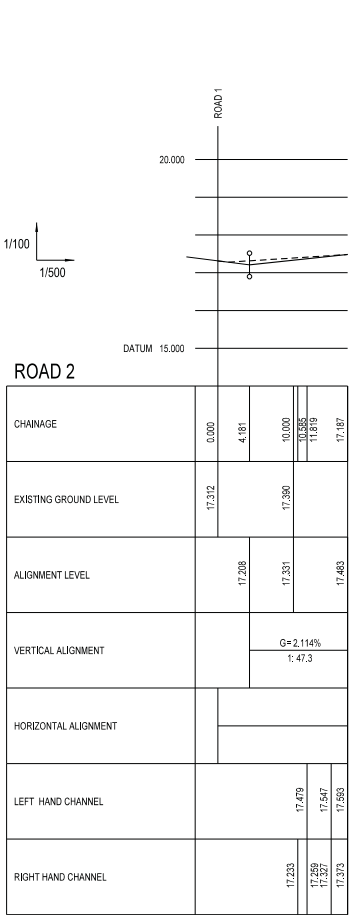 ROAD 1
20.000
1/100
1/500
DATUM 15.000
ROAD 2
CHAINAGE 0.000 4.181 10.000 10.585 11.819 17.187
EXISTING GROUND LEVEL 17.312 17.390
ALIGNMENT LEVEL 17.208 17.331 17.483
VERTICAL ALIGNMENT G=2.114%
1: 47.3
HORIZONTAL ALIGNMENT
LEFT HAND CHANNEL 17.479 17.547 17.593
RIGHT HAND CHANNEL 17.233 17.259 17.327 17.373